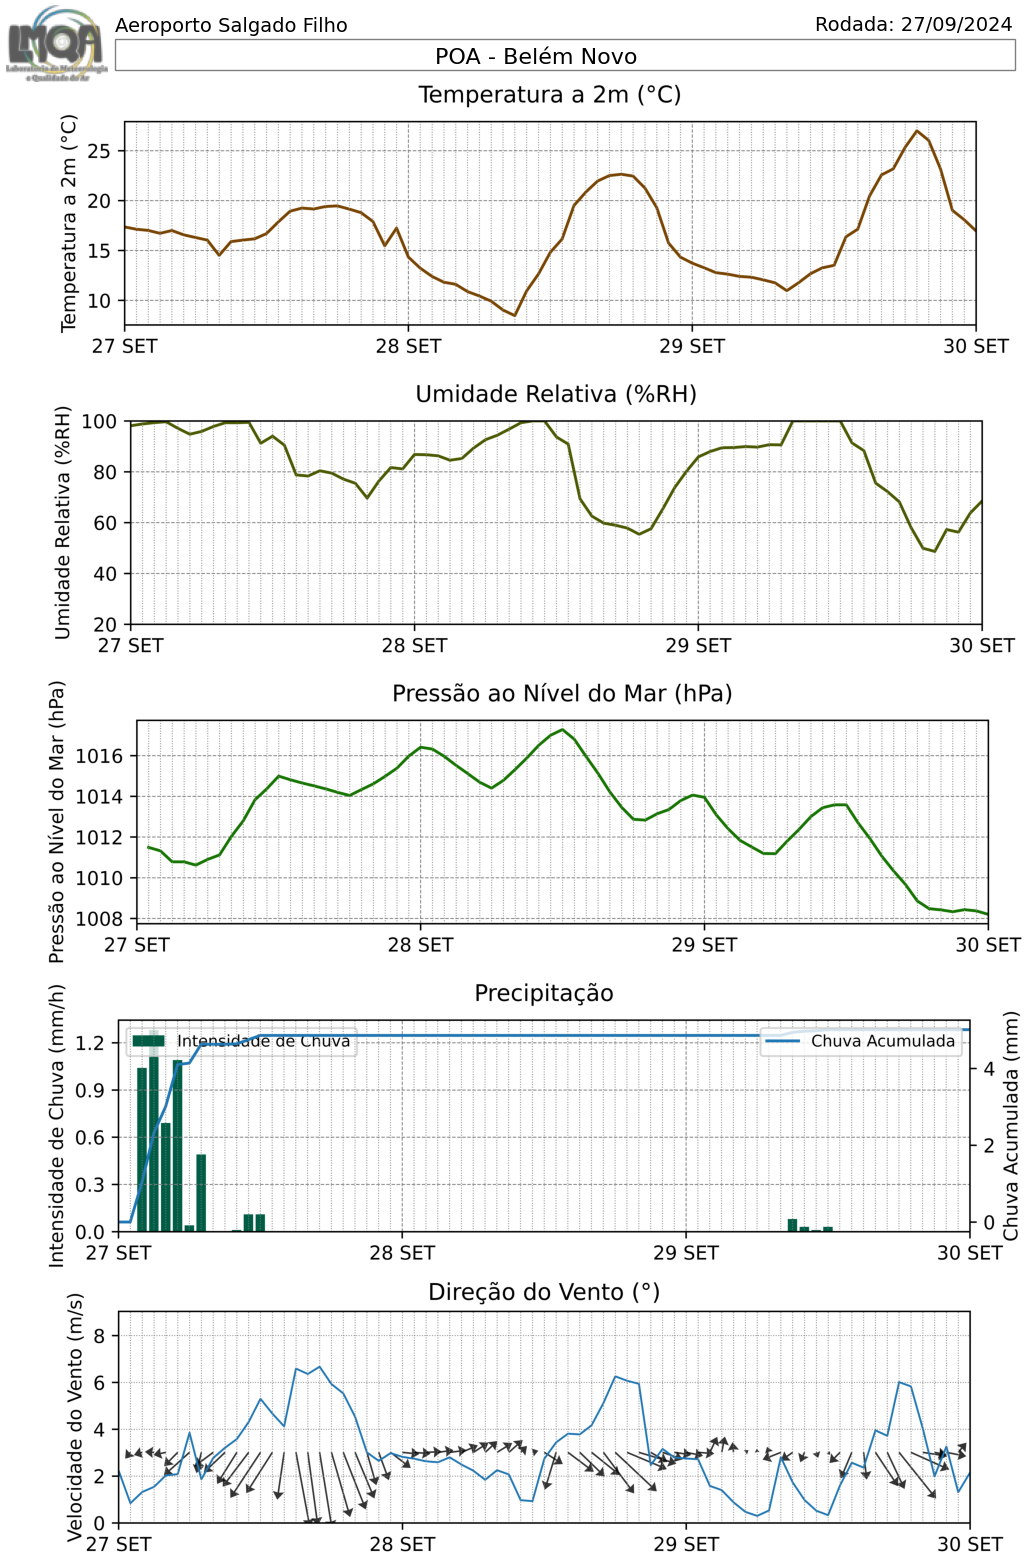 LMQA
Laboratório de Meteorologia
e Qualidade do Ar
Aeroporto Salgado Filho
Rodada: 27/09/2024
POA - Belém Novo
Temperatura a 2m (°C)
Temperatura a 2m (°C)
25
20
15
10
27 SET 28 SET 29 SET 30 SET
Umidade Relativa (%RH)
Umidade Relativa (%RH)
100
80
60
40
20
27 SET 28 SET 29 SET 30 SET
Pressão ao Nível do Mar (hPa)
Pressão ao Nível do Mar (hPa)
1016
1014
1012
1010
1008
27 SET 28 SET 29 SET 30 SET
Precipitação
Intensidade de Chuva (mm/h)
1.2
0.9
0.6
0.3
0.0
Intensidade de Chuva
Chuva Acumulada
4
2
0
Chuva Acumulada (mm)
27 SET 28 SET 29 SET 30 SET
Direção do Vento (°)
Velocidade do Vento (m/s)
8
6
4
2
0
27 SET 28 SET 29 SET 30 SET